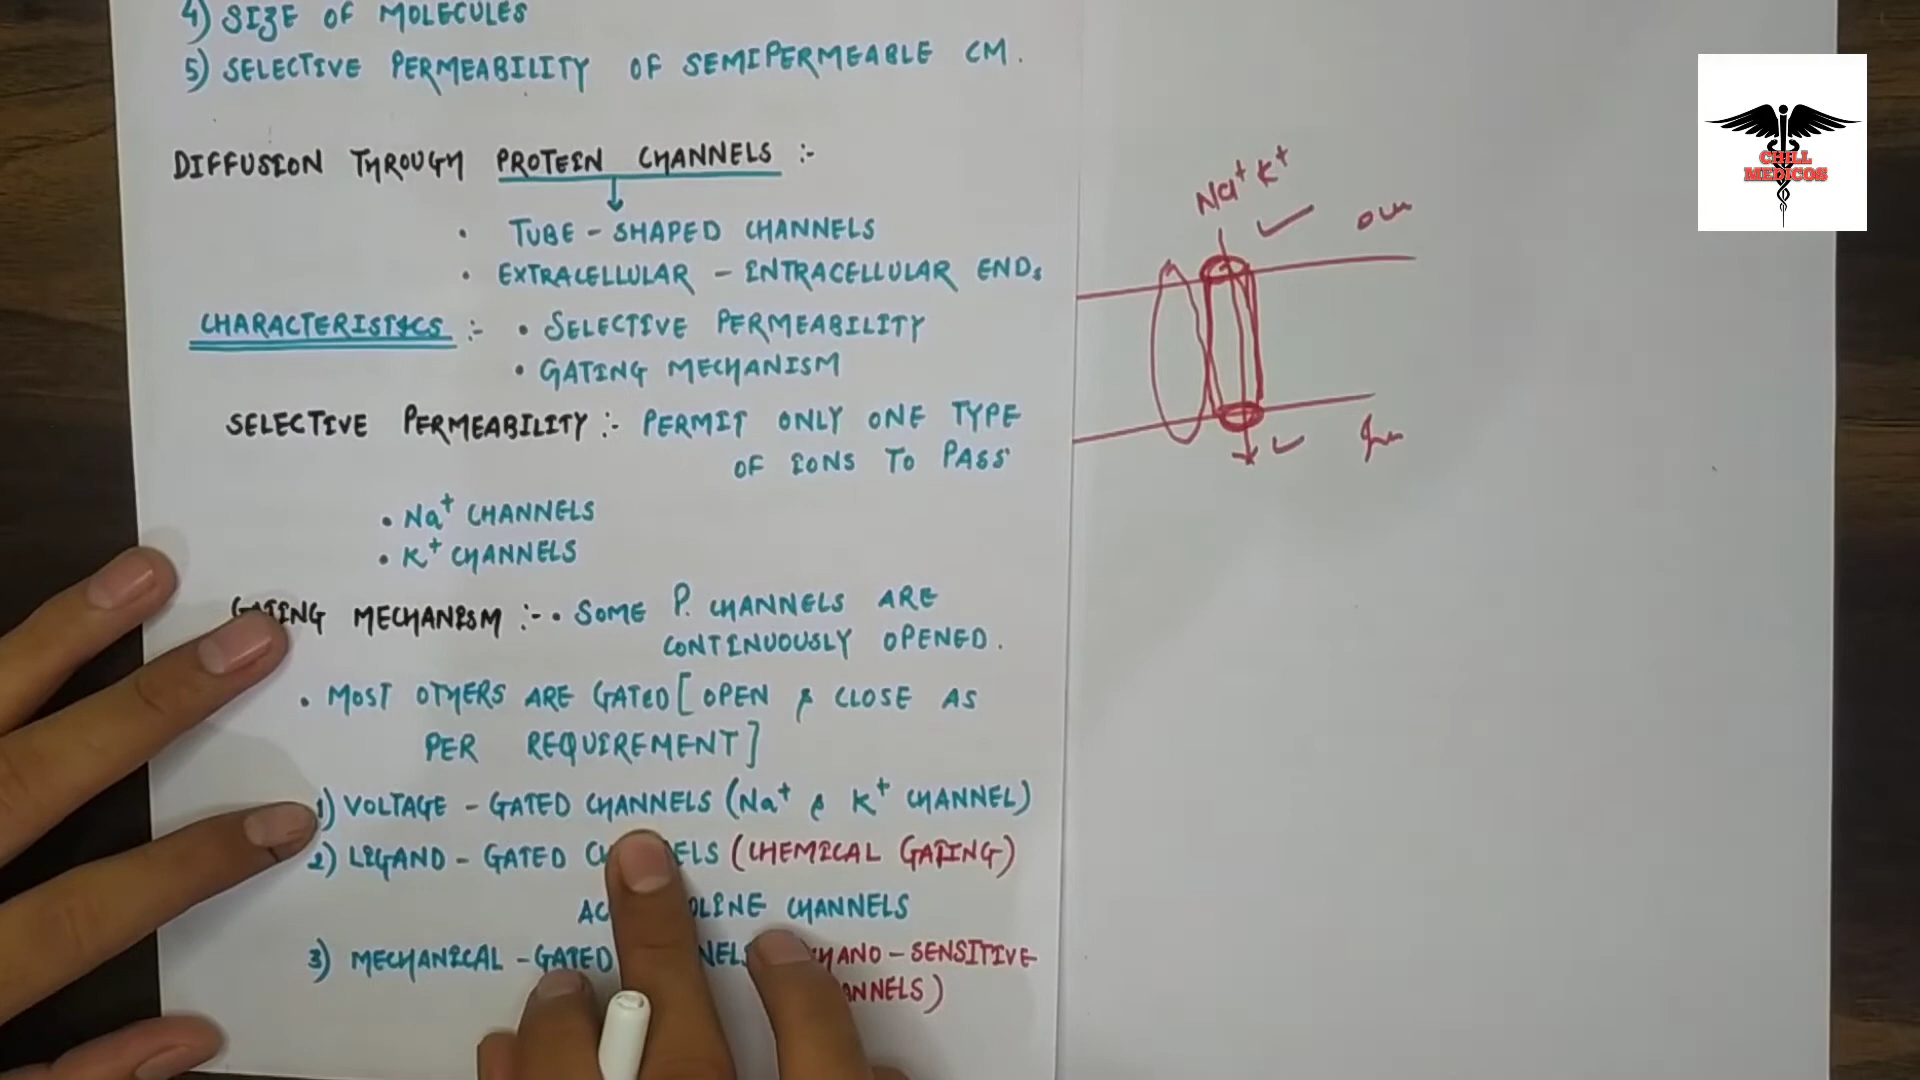 4) SIZE OF MOLECULES
5) SELECTIVE PERMEABILITY OF SEMIPERMEABLE CM.
DIFFUSION THROUGH PROTEIN CHANNELS :-
• TUBE - SHAPED CHANNELS
• EXTRACELLULAR - INTRACELLULAR ENDs
CHARACTERISTICS :- • SELECTIVE PERMEABILITY
• GATING MECHANISM
SELECTIVE PERMEABILITY :- PERMIT ONLY ONE TYPE
OF IONS TO PASS
• Na+ CHANNELS
• K+ CHANNELS
GATING MECHANISM :- • SOME P. CHANNELS ARE
CONTINUOUSLY OPENED.
• MOST OTHERS ARE GATED [OPEN & CLOSE AS
PER REQUIREMENT]
1) VOLTAGE - GATED CHANNELS (Na+ & K+ CHANNEL)
2) LIGAND - GATED (CHEMICAL GATING)
CHANNELS
3) MECHANICAL - GATED - SENSITIVE
Na+ K+
out
CHILL
MEDICOS